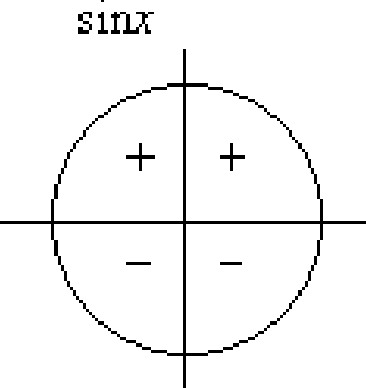 sinx
+ +
− −